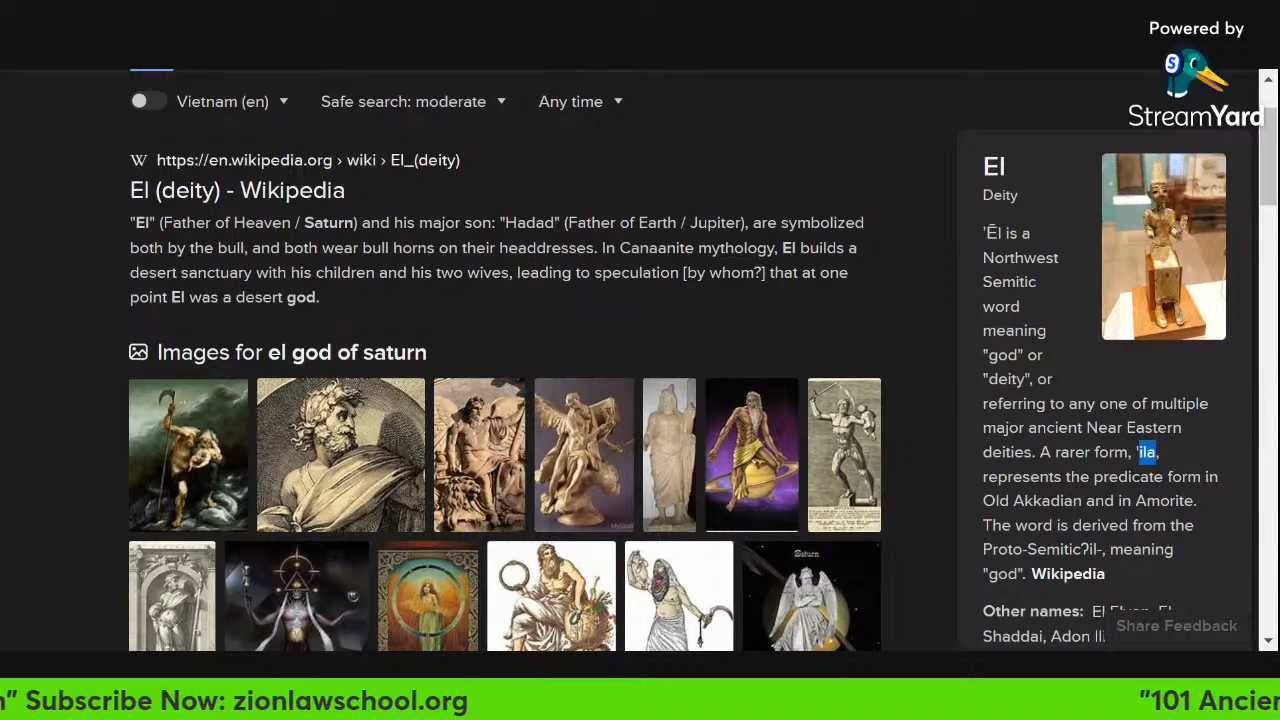 Powered by
StreamYard
Vietnam (en)
Safe search: moderate
Any time
W https://en.wikipedia.org › wiki › El_(deity)
El (deity) - Wikipedia
"El" (Father of Heaven / Saturn) and his major son: "Hadad" (Father of Earth / Jupiter), are symbolized
both by the bull, and both wear bull horns on their headdresses. In Canaanite mythology, El builds a
desert sanctuary with his children and his two wives, leading to speculation [by whom?] that at one
point El was a desert god.
Images for el god of saturn
Saturn
El
Deity
ʼĒl is a
Northwest
Semitic
word
meaning
"god" or
"deity", or
referring to any one of multiple
major ancient Near Eastern
deities. A rarer form, 'ila,
represents the predicate form in
Old Akkadian and in Amorite.
The word is derived from the
Proto-Semitic?il-, meaning
"god". Wikipedia
Other names: El Elyon, El
Shaddai, Adon
Share Feedback
n" Subscribe Now: zionlawschool.org
"101 Ancien